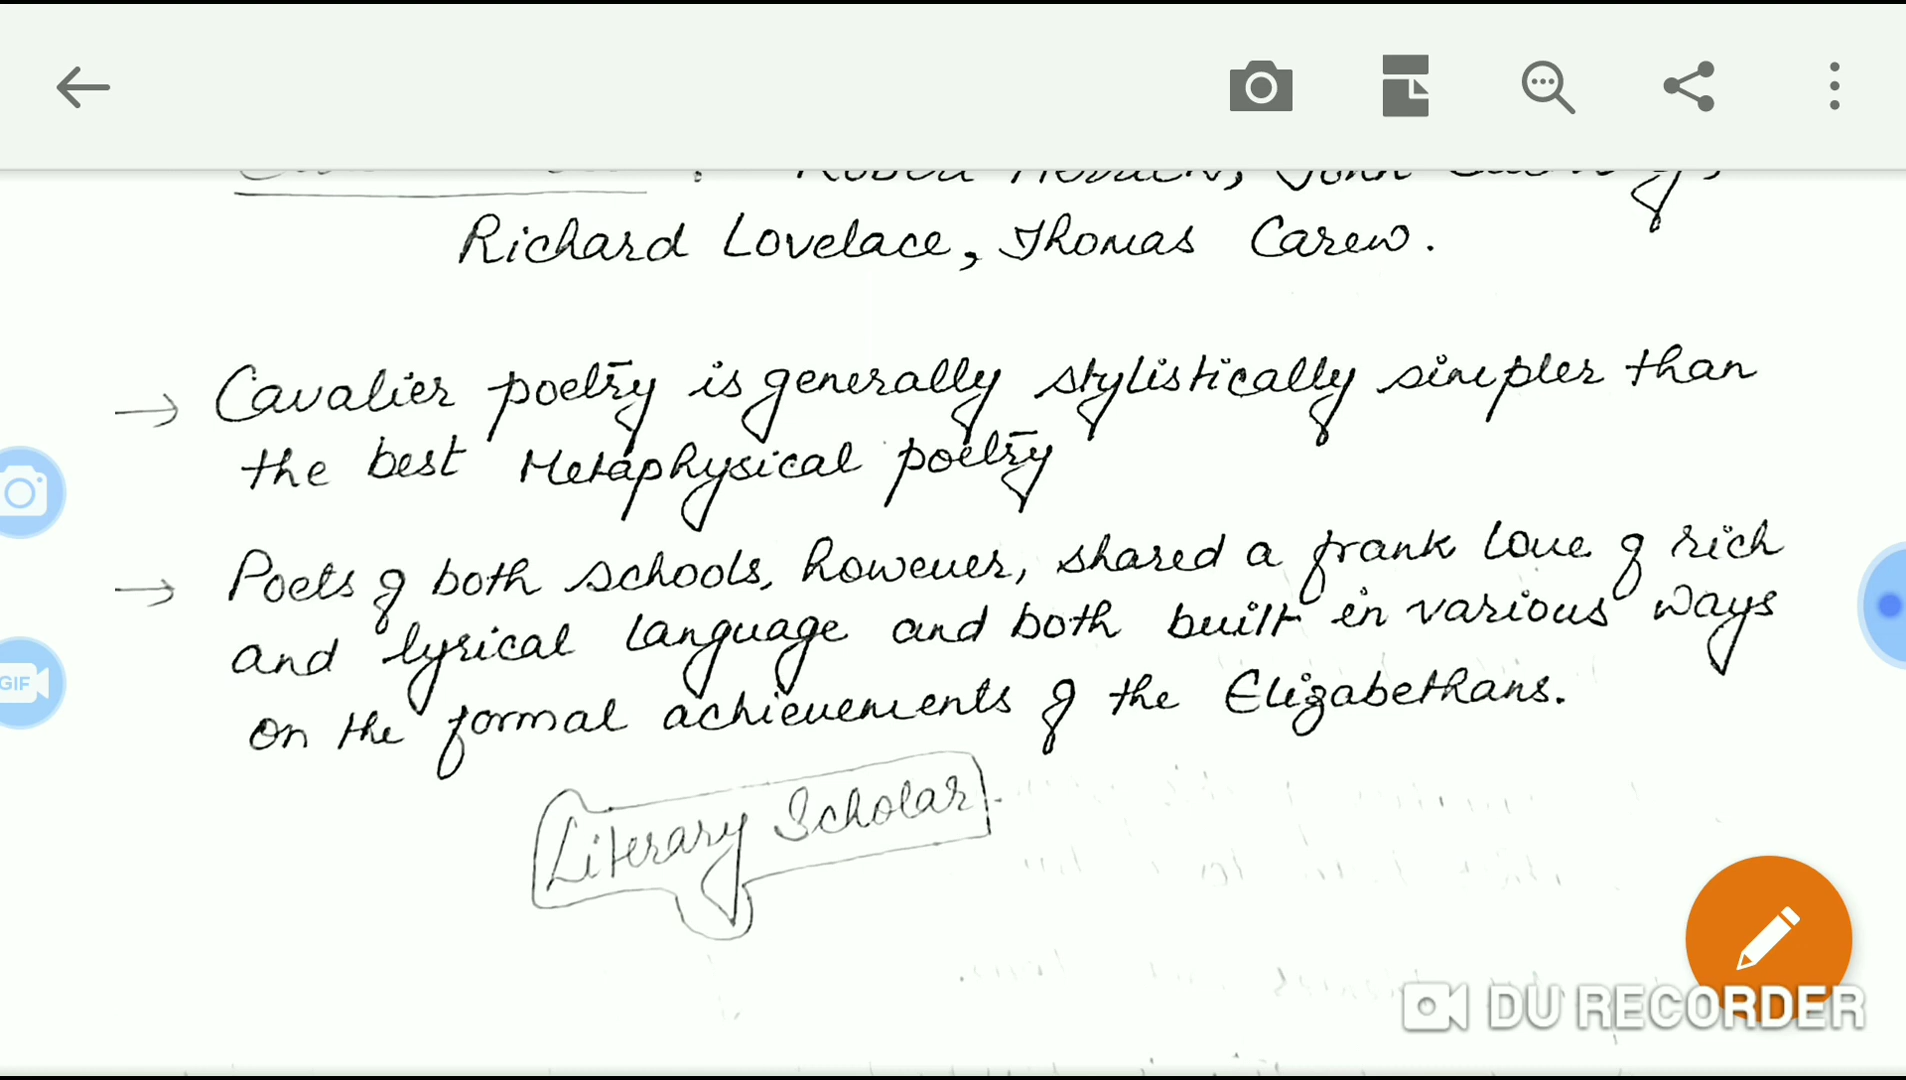 Richard Lovelace, Thomas Carew.
→ Cavalier poetry is generally stylistically simpler than
the best Metaphysical poetry
→ Poets of both schools, however, shared a frank love of rich
and lyrical language and both built in various ways
on the formal achievements of the Elizabethans.
Literary Scholar
GIF
DU RECORDER